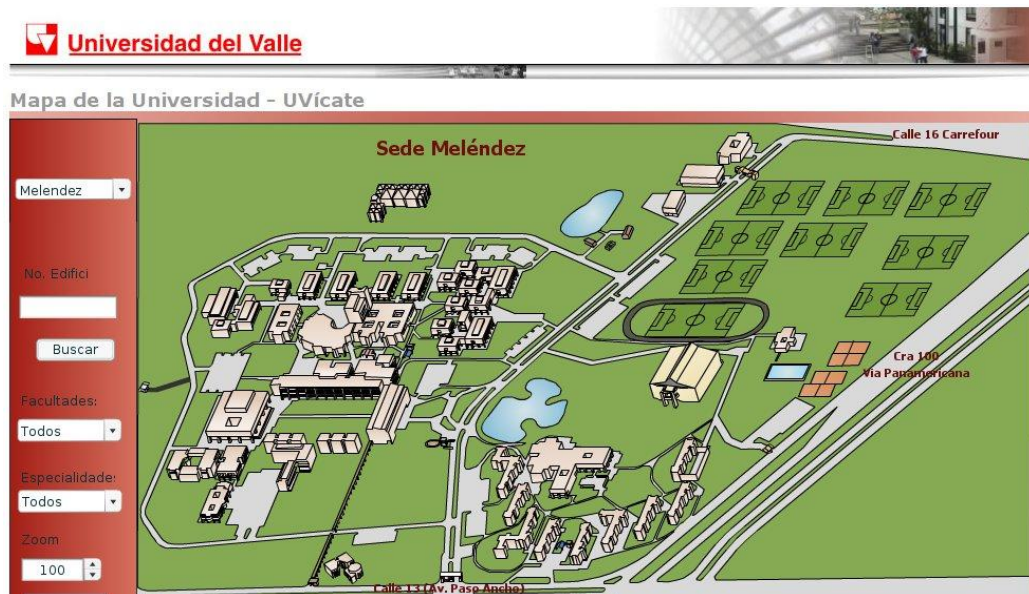 Universidad del Valle
Mapa de la Universidad - UVícate
Sede Meléndez
Calle 16 Carrefour
Melendez
No. Edifici
Buscar
Cra 100
Via Panamericana
Facultades:
Todos
Especialidade:
Todos
Zoom
100
Calle 13 (Av. Paso Ancho)